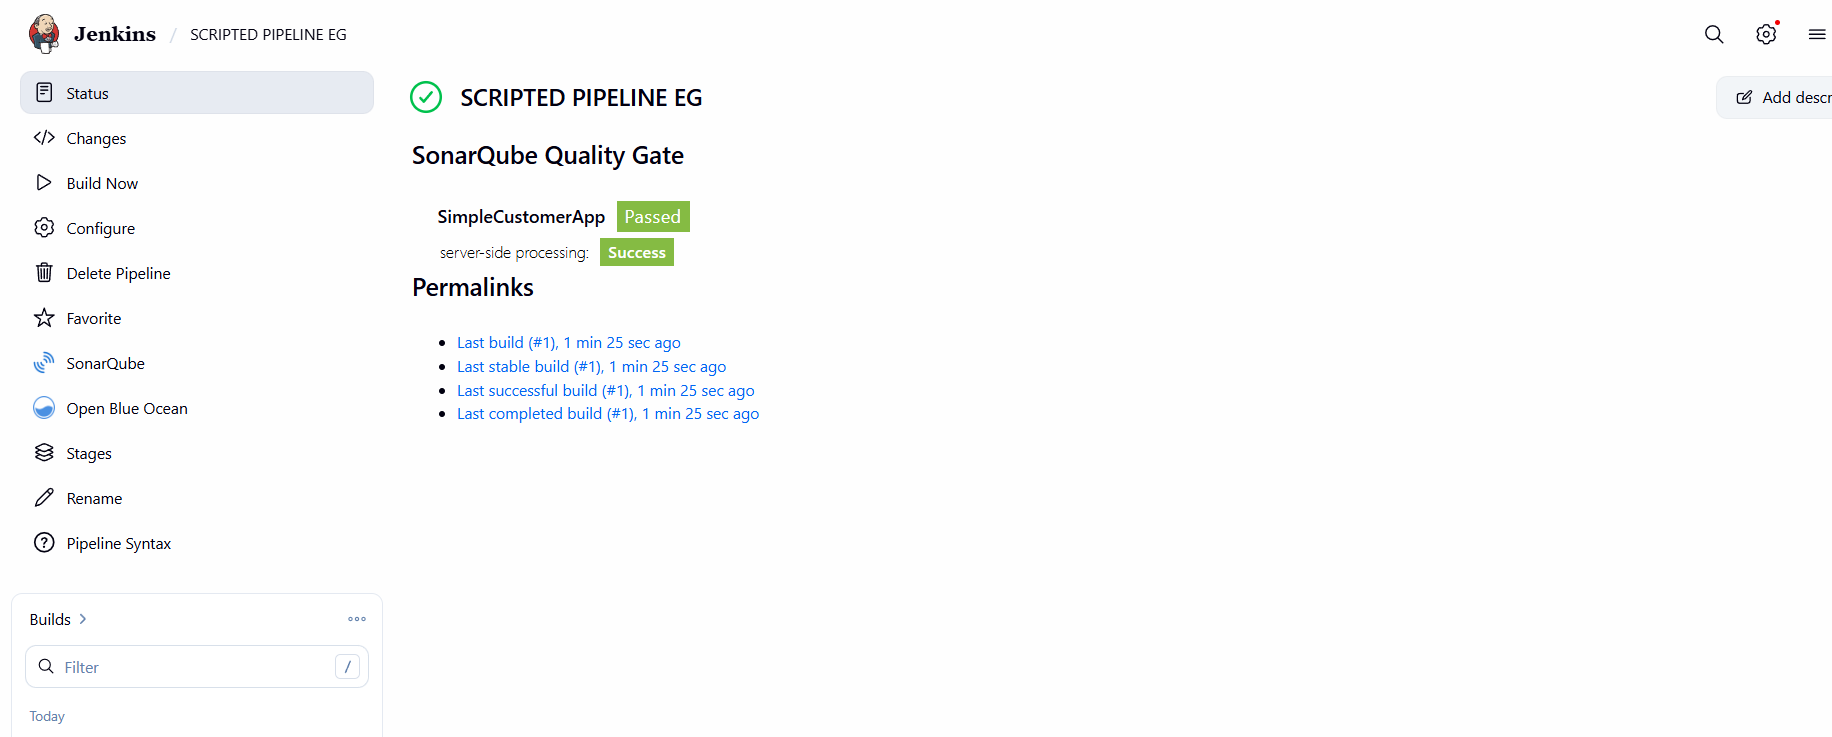 Jenkins / SCRIPTED PIPELINE EG
Status
Changes
Build Now
Configure
Delete Pipeline
Favorite
SonarQube
Open Blue Ocean
Stages
Rename
Pipeline Syntax
Builds
Filter /
Today
SCRIPTED PIPELINE EG
Add descr
SonarQube Quality Gate
SimpleCustomerApp Passed
server-side processing: Success
Permalinks
Last build (#1), 1 min 25 sec ago
Last stable build (#1), 1 min 25 sec ago
Last successful build (#1), 1 min 25 sec ago
Last completed build (#1), 1 min 25 sec ago